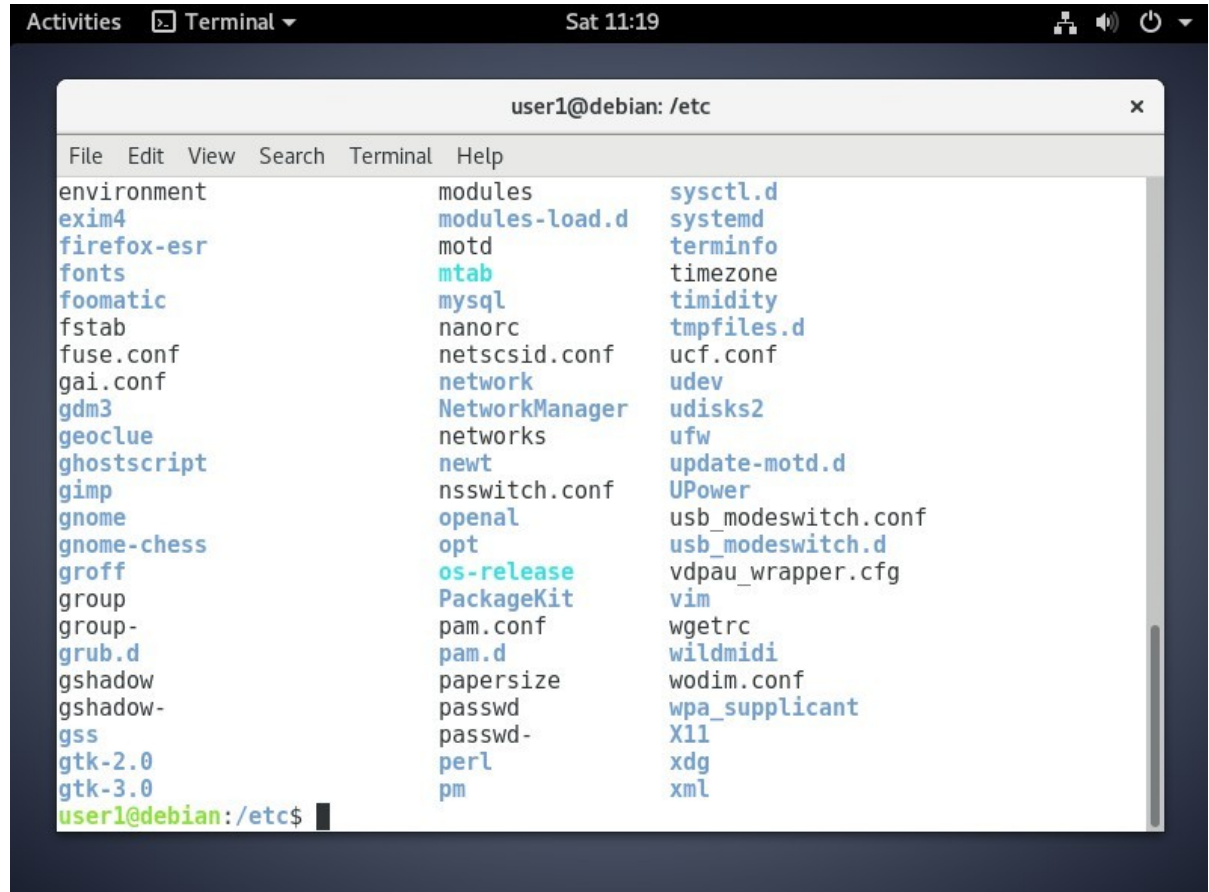 Activities Terminal Sat 11:19
user1@debian: /etc
File Edit View Search Terminal Help
environment modules sysctl.d
exim4 modules-load.d systemd
firefox-esr motd terminfo
fonts mtab timezone
foomatic mysql timidity
fstab nanorc tmpfiles.d
fuse.conf netscsid.conf ucf.conf
gai.conf network udev
gdm3 NetworkManager udisks2
geoclue networks ufw
ghostscript newt update-motd.d
gimp nsswitch.conf UPower
gnome openal usb_modeswitch.conf
gnome-chess opt usb_modeswitch.d
groff os-release vdpau_wrapper.cfg
group PackageKit vim
group- pam.conf wgetrc
grub.d pam.d wildmidi
gshadow papersize wodim.conf
gshadow- passwd wpa_supplicant
gss passwd- X11
gtk-2.0 perl xdg
gtk-3.0 pm xml
user1@debian:/etc$